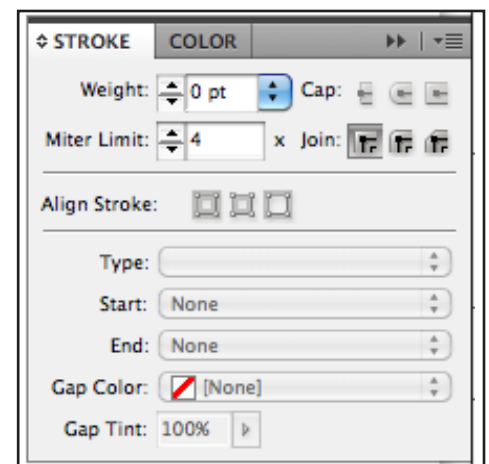 STROKE COLOR
Weight: 0 pt Cap:
Miter Limit: 4 x Join:
Align Stroke:
Type:
Start: None
End: None
Gap Color: [None]
Gap Tint: 100%